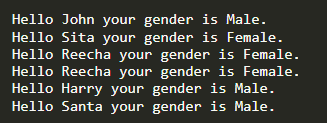 Hello John your gender is Male.
Hello Sita your gender is Female.
Hello Reecha your gender is Female.
Hello Reecha your gender is Female.
Hello Harry your gender is Male.
Hello Santa your gender is Male.